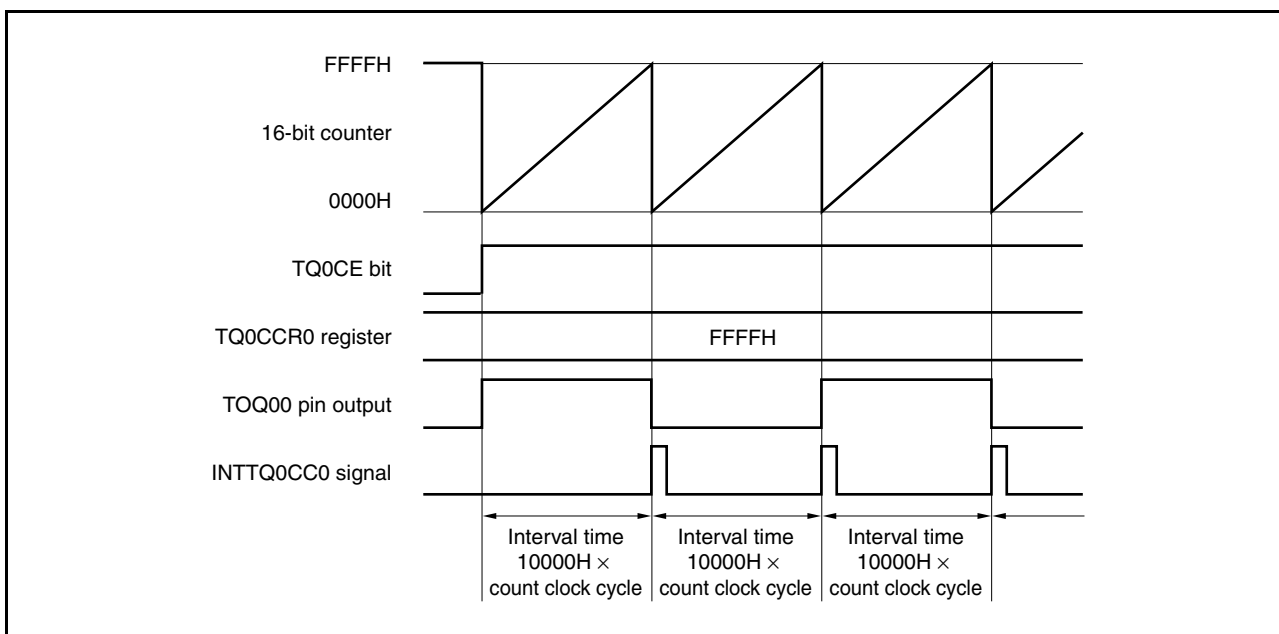 FFFFH
16-bit counter
0000H
TQ0CE bit
TQ0CCR0 register
FFFFH
TOQ00 pin output
INTTQ0CC0 signal
Interval time
10000H ×
count clock cycle
Interval time
10000H ×
count clock cycle
Interval time
10000H ×
count clock cycle